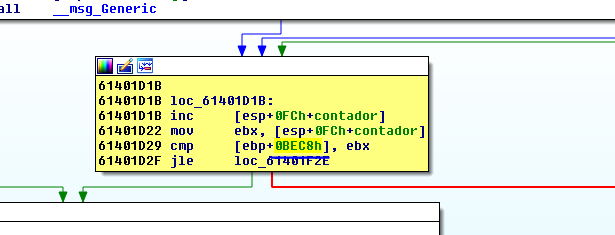 all     __msg_Generic
61401D1B
61401D1B loc_61401D1B:
61401D1B inc     [esp+0FCh+contador]
61401D22 mov     ebx, [esp+0FCh+contador]
61401D29 cmp     [ebp+0BEC8h], ebx
61401D2F jle     loc_61401F2E